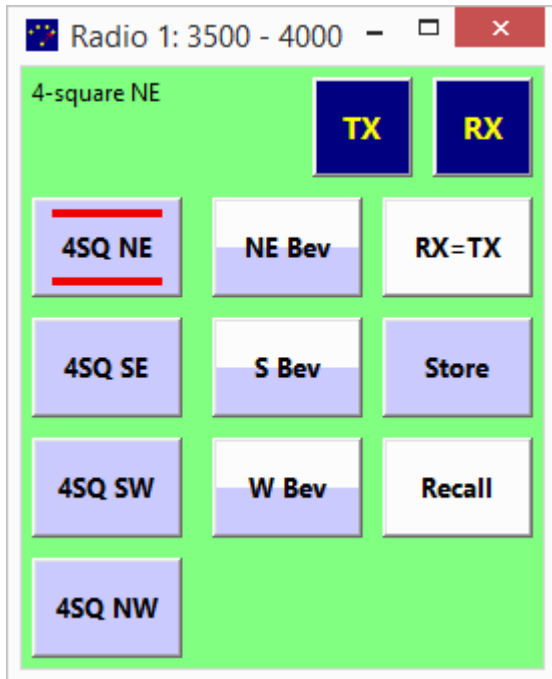 Radio 1: 3500 - 4000
4-square NE
TX RX
4SQ NE NE Bev RX=TX
4SQ SE S Bev Store
4SQ SW W Bev Recall
4SQ NW